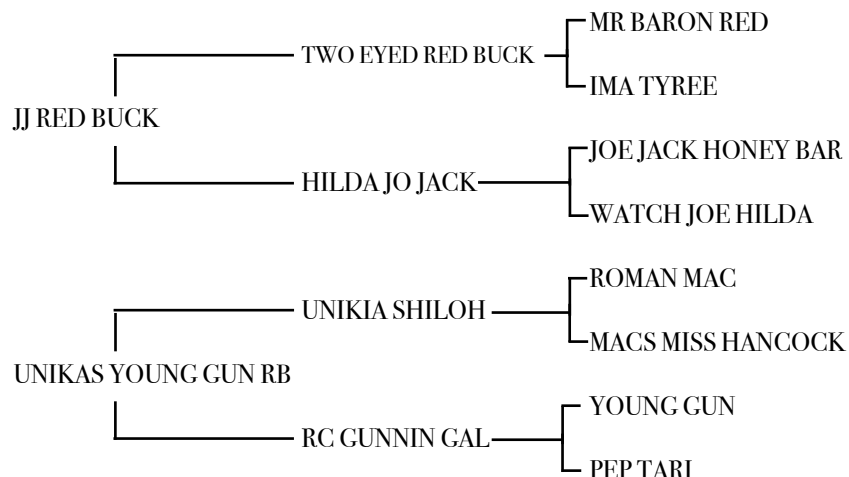 MR BARON RED
TWO EYED RED BUCK
IMA TYREE
JJ RED BUCK
JOE JACK HONEY BAR
HILDA JO JACK
WATCH JOE HILDA
ROMAN MAC
UNIKIA SHILOH
MACS MISS HANCOCK
UNIKAS YOUNG GUN RB
YOUNG GUN
RC GUNNIN GAL
PEP TARI